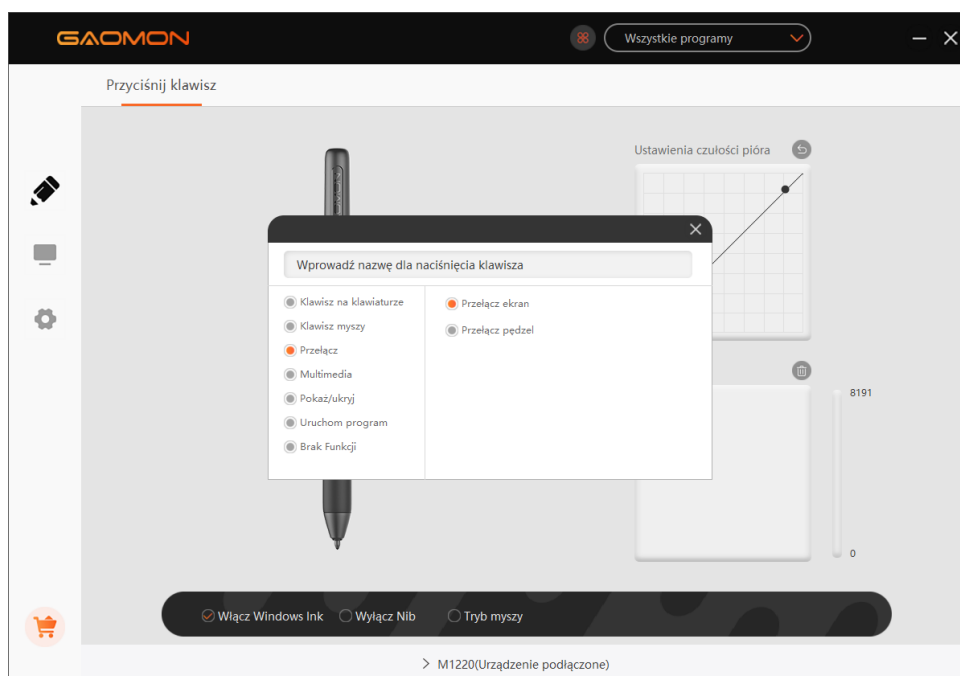 GAOMON
Wszystkie programy
Przyciśnij klawisz
Ustawienia czułości pióra
Wprowadź nazwę dla naciśnięcia klawisza
Klawisz na klawiaturze
Klawisz myszy
Przełącz
Multimedia
Pokaż/ukryj
Uruchom program
Brak Funkcji
Przełącz ekran
Przełącz pędzel
8191
0
Włącz Windows Ink
Wyłącz Nib
Tryb myszy
M1220(Urządzenie podłączone)